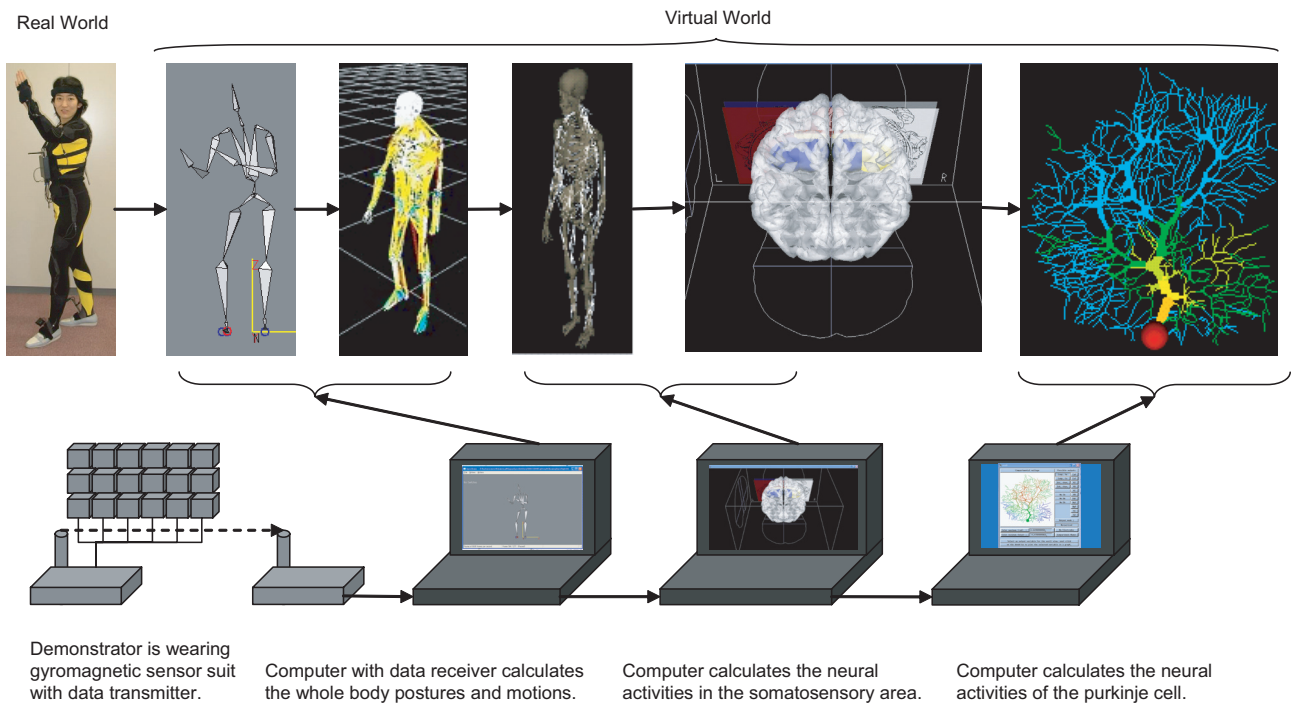 Real World
Virtual World
L
R
N
Demonstrator is wearing
gyromagnetic sensor suit
with data transmitter.
Computer with data receiver calculates
the whole body postures and motions.
Computer calculates the neural
activities in the somatosensory area.
Computer calculates the neural
activities of the purkinje cell.